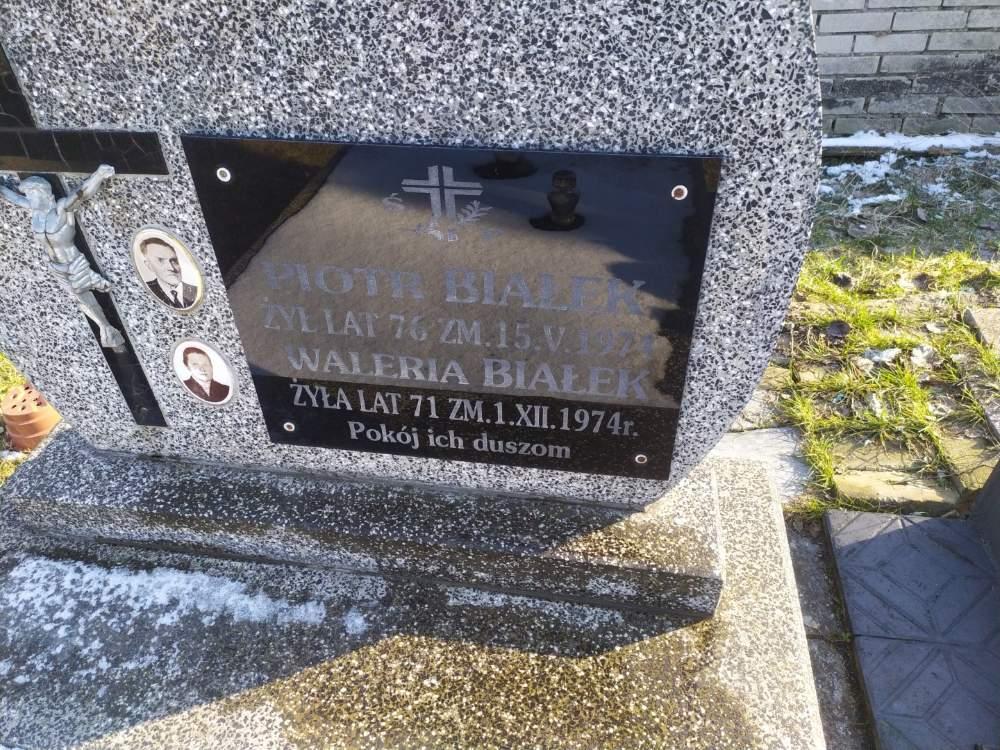 PIOTR BIAŁEK
ŻYŁ LAT 76 ZM. 15. V. 1971
WALERIA BIAŁEK
ŻYŁA LAT 71 ZM. 1. XII. 1974r.
Pokój ich duszom